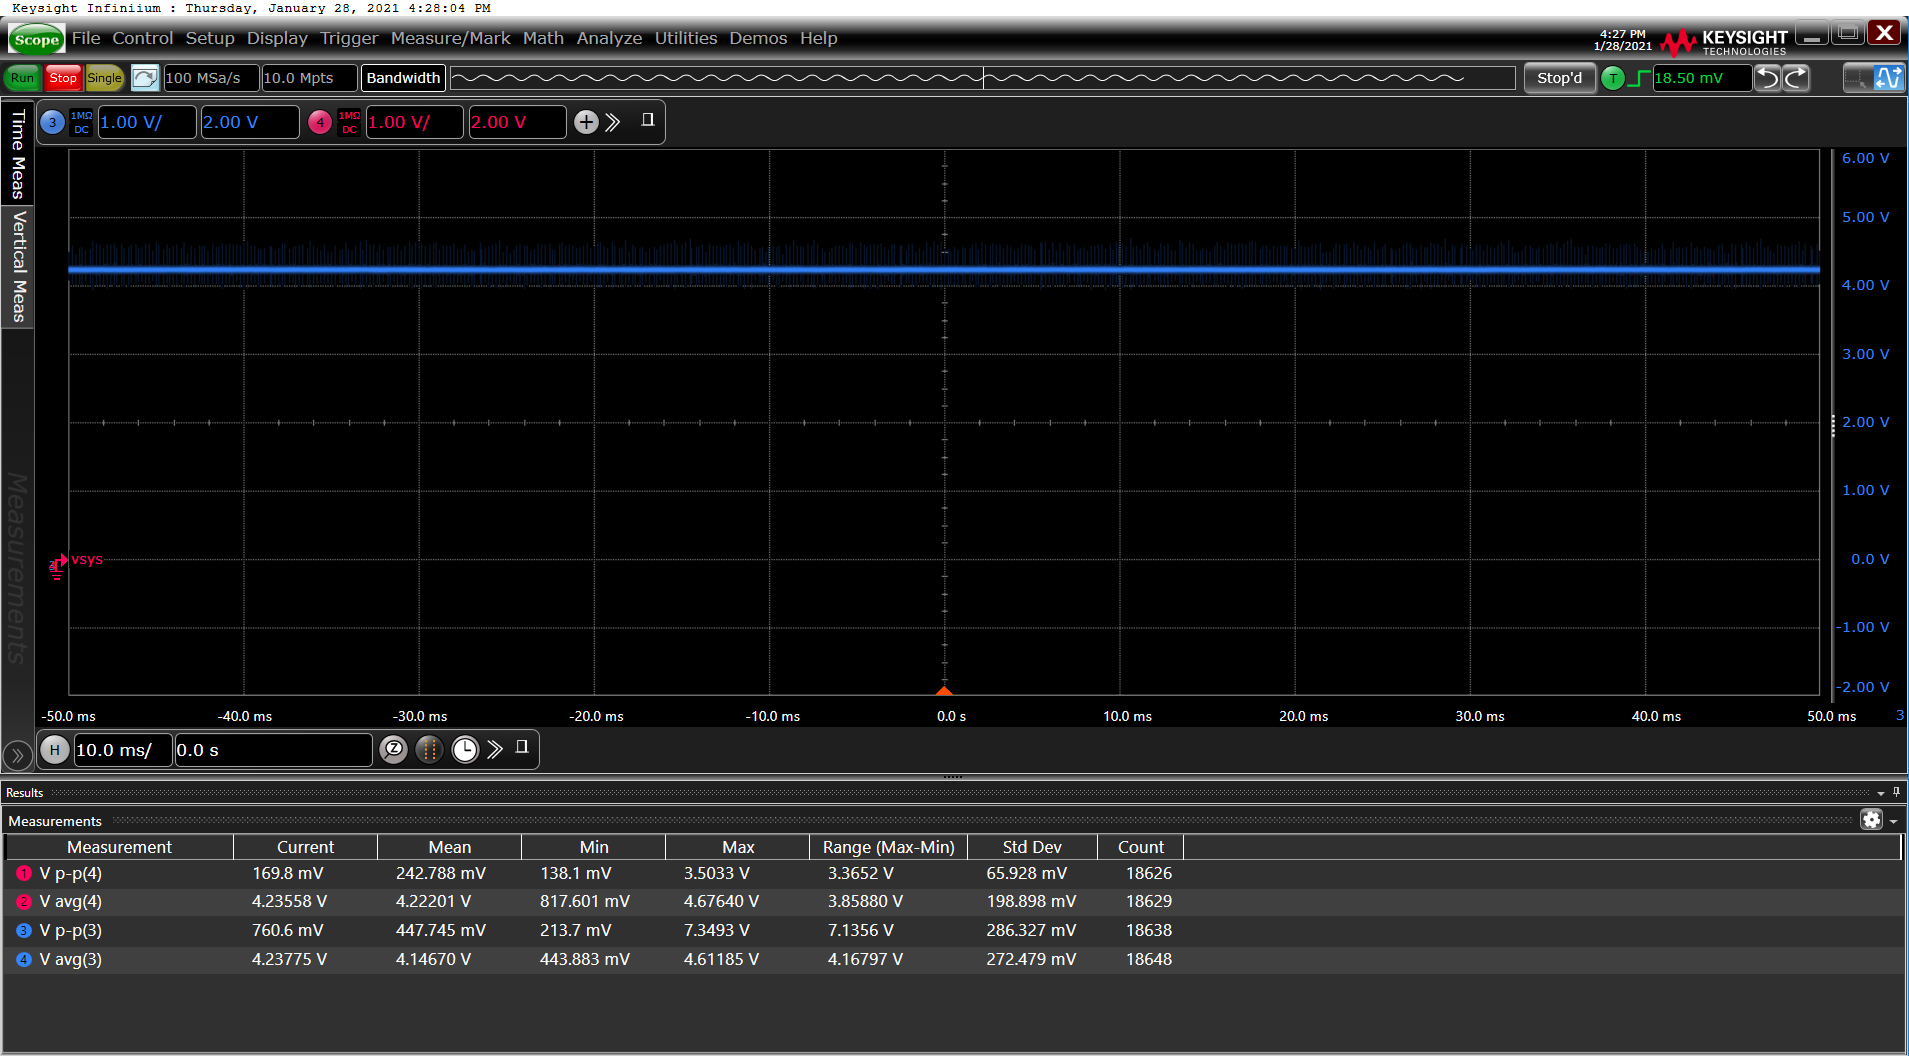 Keysight Infiniium : Thursday, January 28, 2021 4:28:04 PM
Scope File Control Setup Display Trigger Measure/Mark Math Analyze Utilities Demos Help
4:27 PM
1/28/2021
KEYSIGHT
TECHNOLOGIES
Run Stop Single 100 MSa/s 10.0 Mpts Bandwidth Stop'd T 18.50 mV
3 1MΩ DC 1.00 V/ 2.00 V 4 1MΩ DC 1.00 V/ 2.00 V
Time Meas
Vertical Meas
Measurements
6.00 V
5.00 V
4.00 V
3.00 V
2.00 V
1.00 V
0.0 V
-1.00 V
-2.00 V
vsys
-50.0 ms -40.0 ms -30.0 ms -20.0 ms -10.0 ms 0.0 s 10.0 ms 20.0 ms 30.0 ms 40.0 ms 50.0 ms 3
H 10.0 ms/ 0.0 s Z
Results
Measurements
Measurement Current Mean Min Max Range (Max-Min) Std Dev Count
1 V p-p(4) 169.8 mV 242.788 mV 138.1 mV 3.5033 V 3.3652 V 65.928 mV 18626
2 V avg(4) 4.23558 V 4.22201 V 817.601 mV 4.67640 V 3.85880 V 198.898 mV 18629
3 V p-p(3) 760.6 mV 447.745 mV 213.7 mV 7.3493 V 7.1356 V 286.327 mV 18638
4 V avg(3) 4.23775 V 4.14670 V 443.883 mV 4.61185 V 4.16797 V 272.479 mV 18648